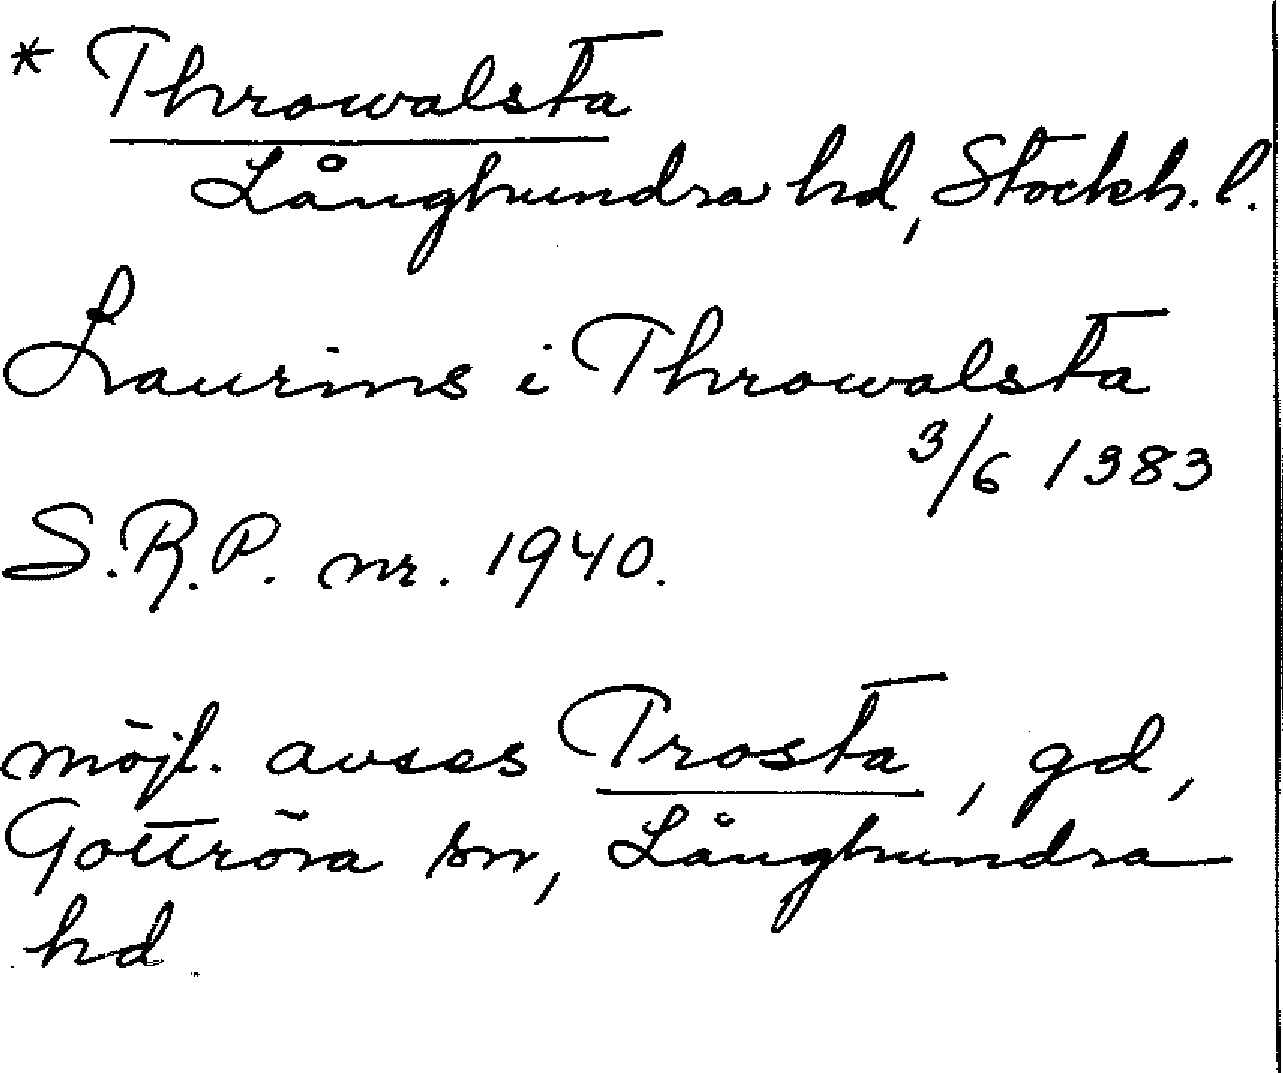 * Throwalsta
Långhundra hd, Stockh. l.
Laurins i Throwalsta
3/6 1383
S.R.P. nr. 1940.
möjl. avses Trosta, gd,
Gottröra sn, Långhundra
hd